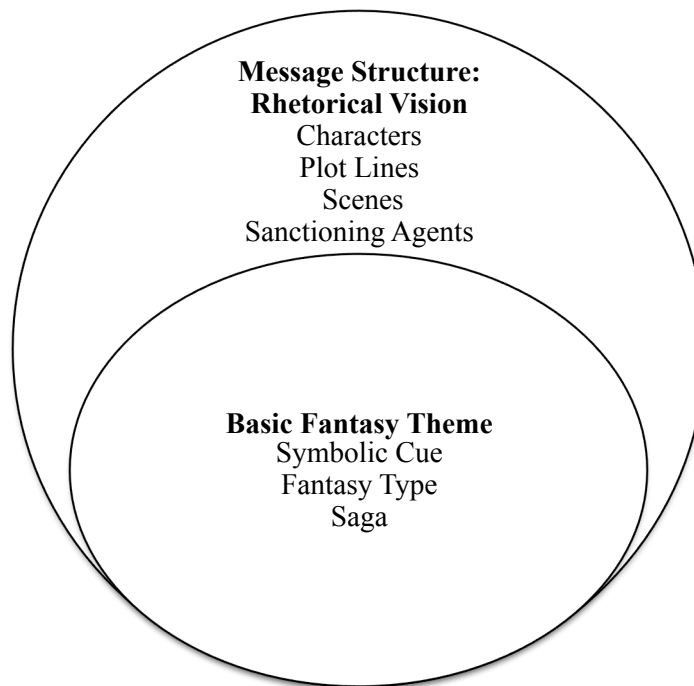 Message Structure:
Rhetorical Vision
Characters
Plot Lines
Scenes
Sanctioning Agents
Basic Fantasy Theme
Symbolic Cue
Fantasy Type
Saga